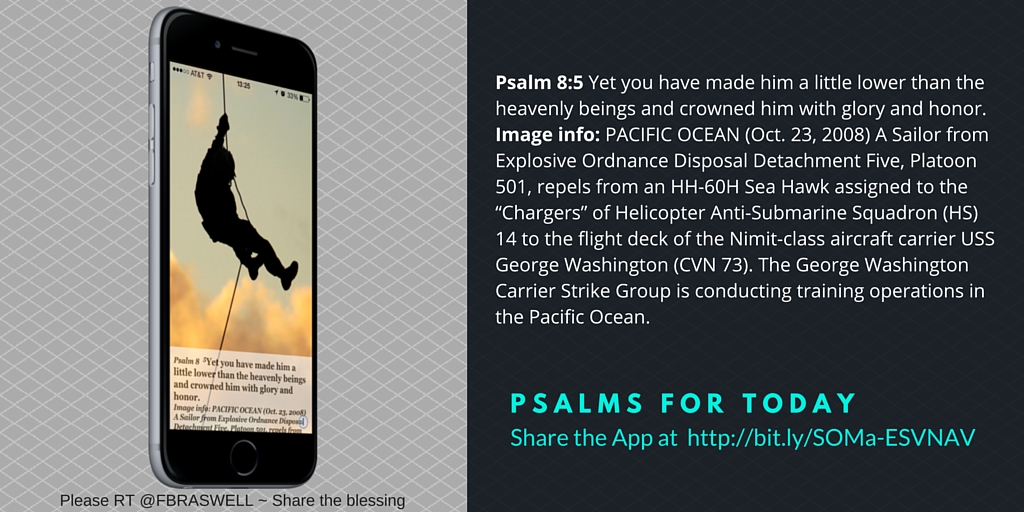 ●●●○○ AT&T
13:25
33%
Psalm 8 ⁵Yet you have made him a
little lower than the heavenly beings
and crowned him with glory and
honor.
Image info: PACIFIC OCEAN (Oct. 23, 2008)
A Sailor from Explosive Ordnance Disposal
Detachment Five, Platoon 501, repels from
Please RT @FBRASWELL ~ Share the blessing
Psalm 8:5 Yet you have made him a little lower than the
heavenly beings and crowned him with glory and honor.
Image info: PACIFIC OCEAN (Oct. 23, 2008) A Sailor from
Explosive Ordnance Disposal Detachment Five, Platoon
501, repels from an HH-60H Sea Hawk assigned to the
“Chargers” of Helicopter Anti-Submarine Squadron (HS)
14 to the flight deck of the Nimit-class aircraft carrier USS
George Washington (CVN 73). The George Washington
Carrier Strike Group is conducting training operations in
the Pacific Ocean.
PSALMS FOR TODAY
Share the App at http://bit.ly/SOMa-ESVNAV